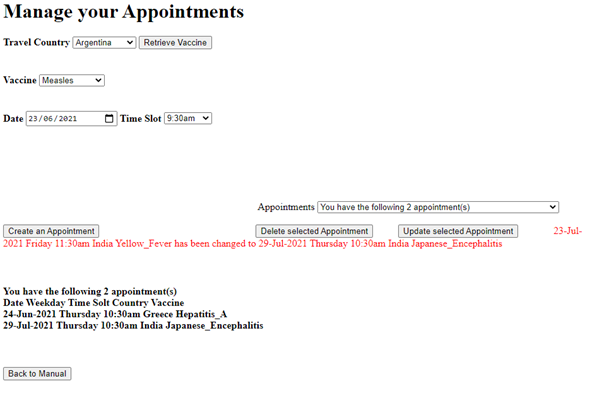 Manage your Appointments
Travel Country Argentina Retrieve Vaccine
Vaccine Measles
Date 23/06/2021 Time Slot 9:30am
Appointments You have the following 2 appointment(s)
Create an Appointment Delete selected Appointment Update selected Appointment 23-Jul-
2021 Friday 11:30am India Yellow_Fever has been changed to 29-Jul-2021 Thursday 10:30am India Japanese_Encephalitis
You have the following 2 appointment(s)
Date Weekday Time Solt Country Vaccine
24-Jun-2021 Thursday 10:30am Greece Hepatitis_A
29-Jul-2021 Thursday 10:30am India Japanese_Encephalitis
Back to Manual